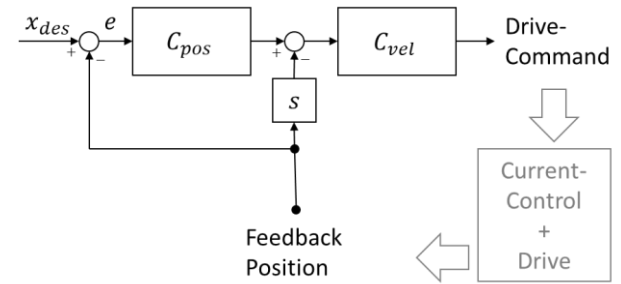 x_des
e
+
−
C_pos
+
−
C_vel
Drive-
Command
s
Current-
Control
+
Drive
Feedback
Position